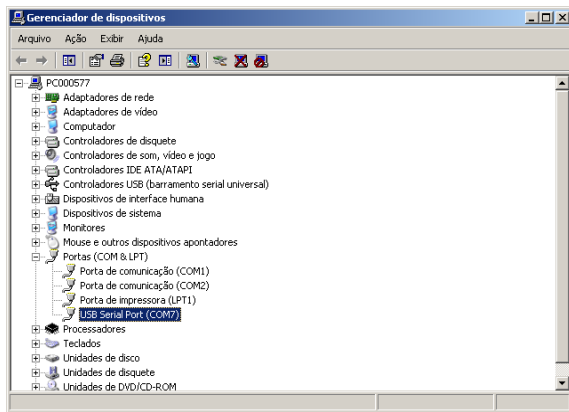 Gerenciador de dispositivos
Arquivo Ação Exibir Ajuda
PC000577
Adaptadores de rede
Adaptadores de vídeo
Computador
Controladores de disquete
Controladores de som, vídeo e jogo
Controladores IDE ATA/ATAPI
Controladores USB (barramento serial universal)
Dispositivos de interface humana
Dispositivos de sistema
Monitores
Mouse e outros dispositivos apontadores
Portas (COM & LPT)
Porta de comunicação (COM1)
Porta de comunicação (COM2)
Porta de impressora (LPT1)
USB Serial Port (COM7)
Processadores
Teclados
Unidades de disco
Unidades de disquete
Unidades de DVD/CD-ROM